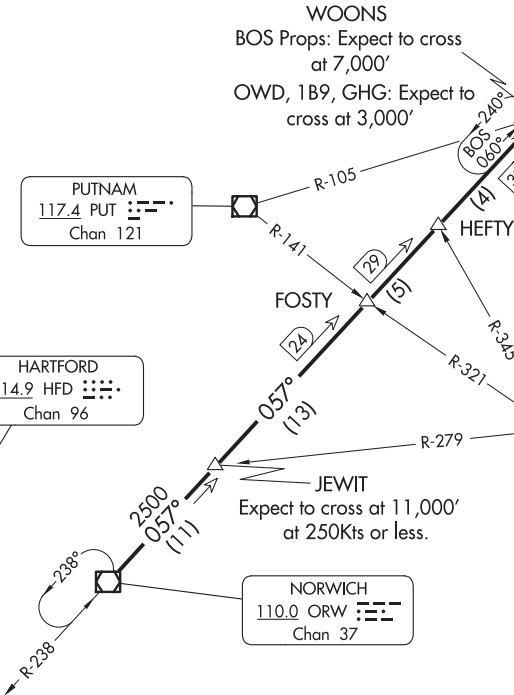 WOONS
BOS Props: Expect to cross
at 7,000’
OWD, 1B9, GHG: Expect to
cross at 3,000’
240°
BOS
060°
(4)
PUTNAM
117.4 PUT
Chan 121
R-105
R-141
HEFTY
29
(5)
FOSTY
24
R-345
R-321
HARTFORD
14.9 HFD
Chan 96
057°
(13)
R-279
JEWIT
Expect to cross at 11,000’
at 250Kts or less.
2500
057°
(11)
238°
R-238
NORWICH
110.0 ORW
Chan 37